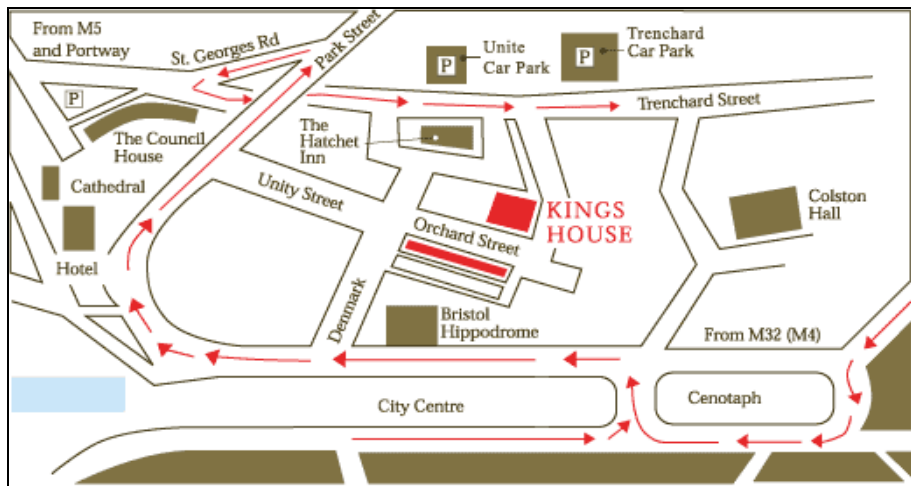 From M5
and Portway
St. Georges Rd
Park Street
P
Unite
Car Park
P
Trenchard
Car Park
P
Trenchard Street
The Council
House
The
Hatchet
Inn
Cathedral
Unity Street
KINGS
HOUSE
Colston
Hall
Orchard Street
Hotel
Denmark
Bristol
Hippodrome
From M32 (M4)
City Centre
Cenotaph